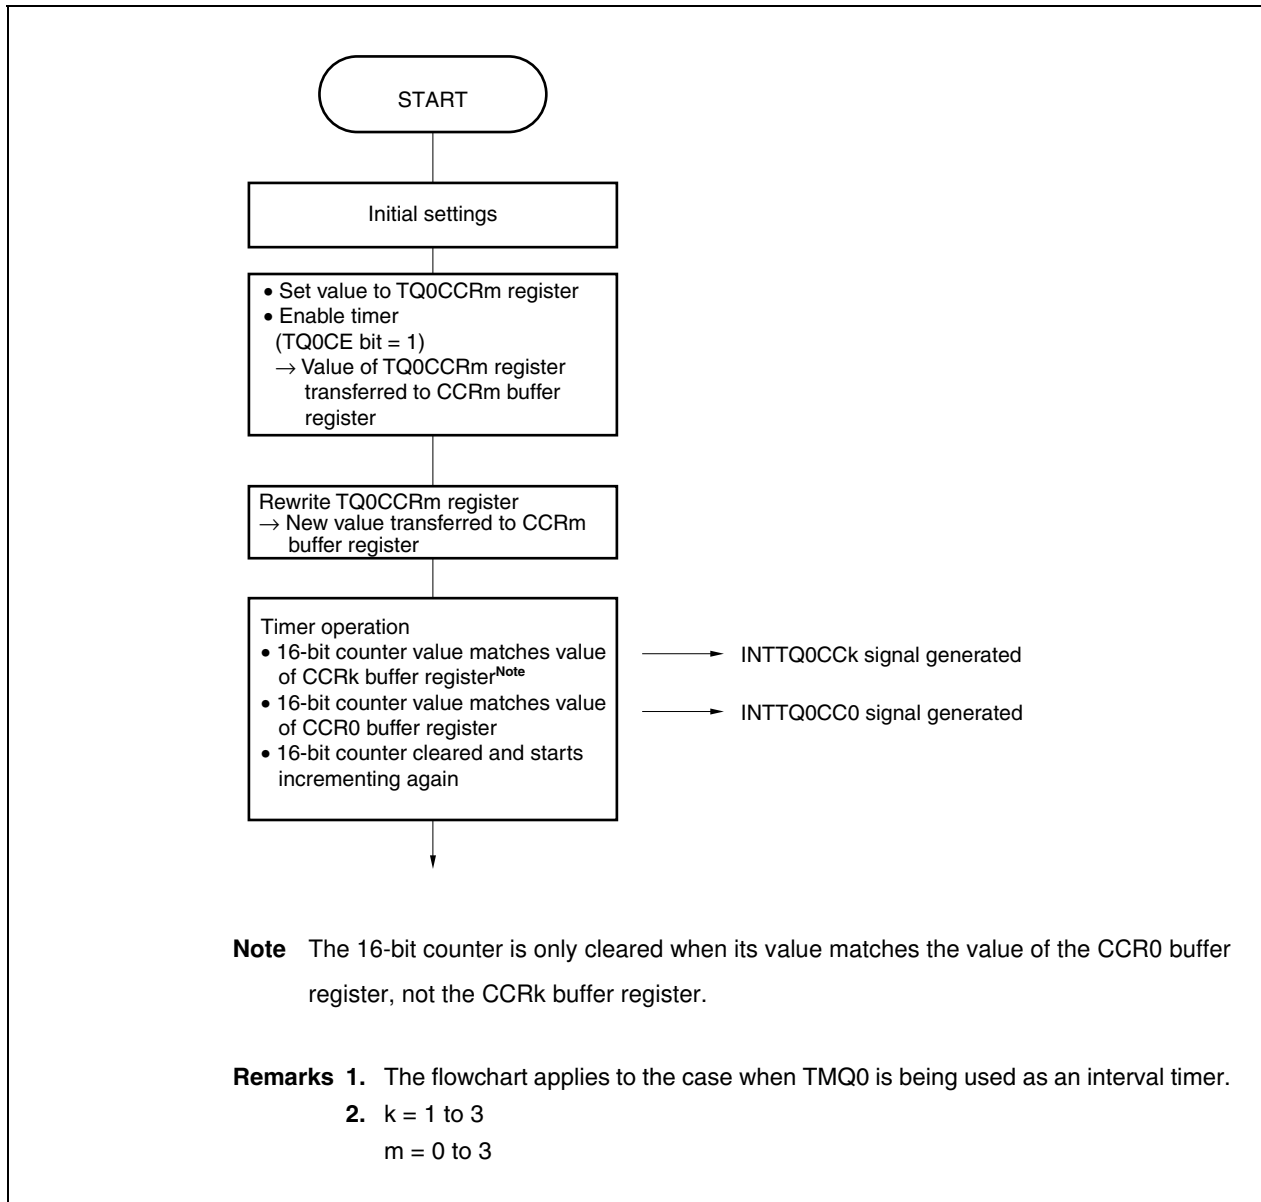 START
Initial settings
• Set value to TQ0CCRm register
• Enable timer
(TQ0CE bit = 1)
→ Value of TQ0CCRm register
transferred to CCRm buffer
register
Rewrite TQ0CCRm register
→ New value transferred to CCRm
buffer register
Timer operation
• 16-bit counter value matches value
of CCRk buffer registerNote
• 16-bit counter value matches value
of CCR0 buffer register
• 16-bit counter cleared and starts
incrementing again
INTTQ0CCk signal generated
INTTQ0CC0 signal generated
Note The 16-bit counter is only cleared when its value matches the value of the CCR0 buffer
register, not the CCRk buffer register.
Remarks 1. The flowchart applies to the case when TMQ0 is being used as an interval timer.
2. k = 1 to 3
m = 0 to 3